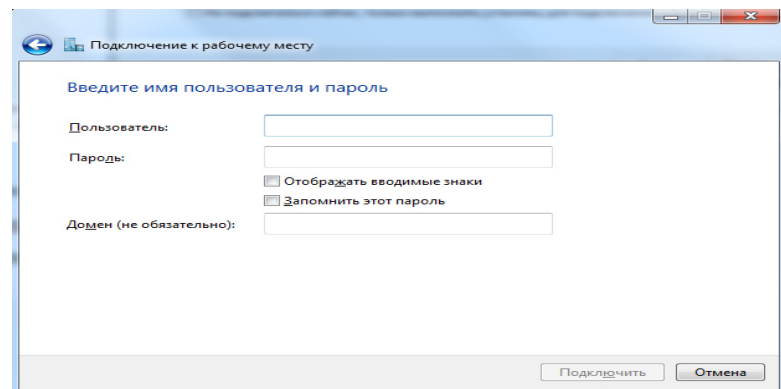 Подключение к рабочему месту
Введите имя пользователя и пароль
Пользователь:
Пароль:
Отображать вводимые знаки
Запомнить этот пароль
Домен (не обязательно):
Подключить Отмена